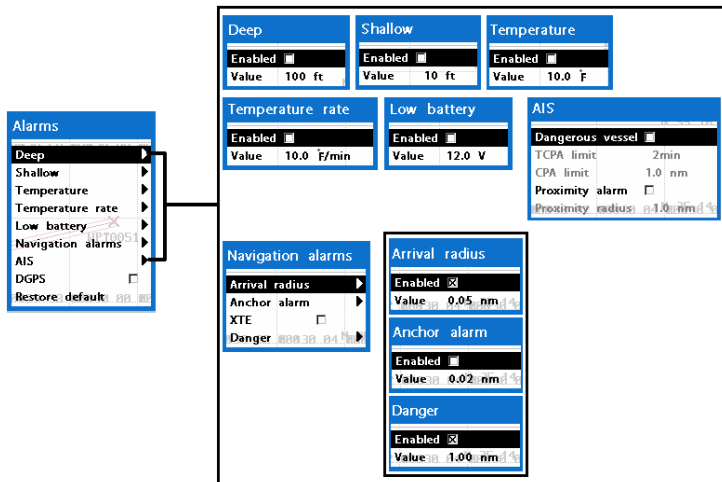 Deep
Enabled
Value 100 ft
Shallow
Enabled
Value 10 ft
Temperature
Enabled
Value 10.0 °F
Alarms
Deep
Shallow
Temperature
Temperature rate
Low battery
Navigation alarms
AIS
DGPS
Restore default
WPT0051
Temperature rate
Enabled
Value 10.0 °F/min
Low battery
Enabled
Value 12.0 V
AIS
Dangerous vessel
TCPA limit 2min
CPA limit 1.0 nm
Proximity alarm
Proximity radius 1.0 nm
Navigation alarms
Arrival radius
Anchor alarm
XTE
Danger
Arrival radius
Enabled
Value 0.05 nm
Anchor alarm
Enabled
Value 0.02 nm
Danger
Enabled
Value 1.00 nm